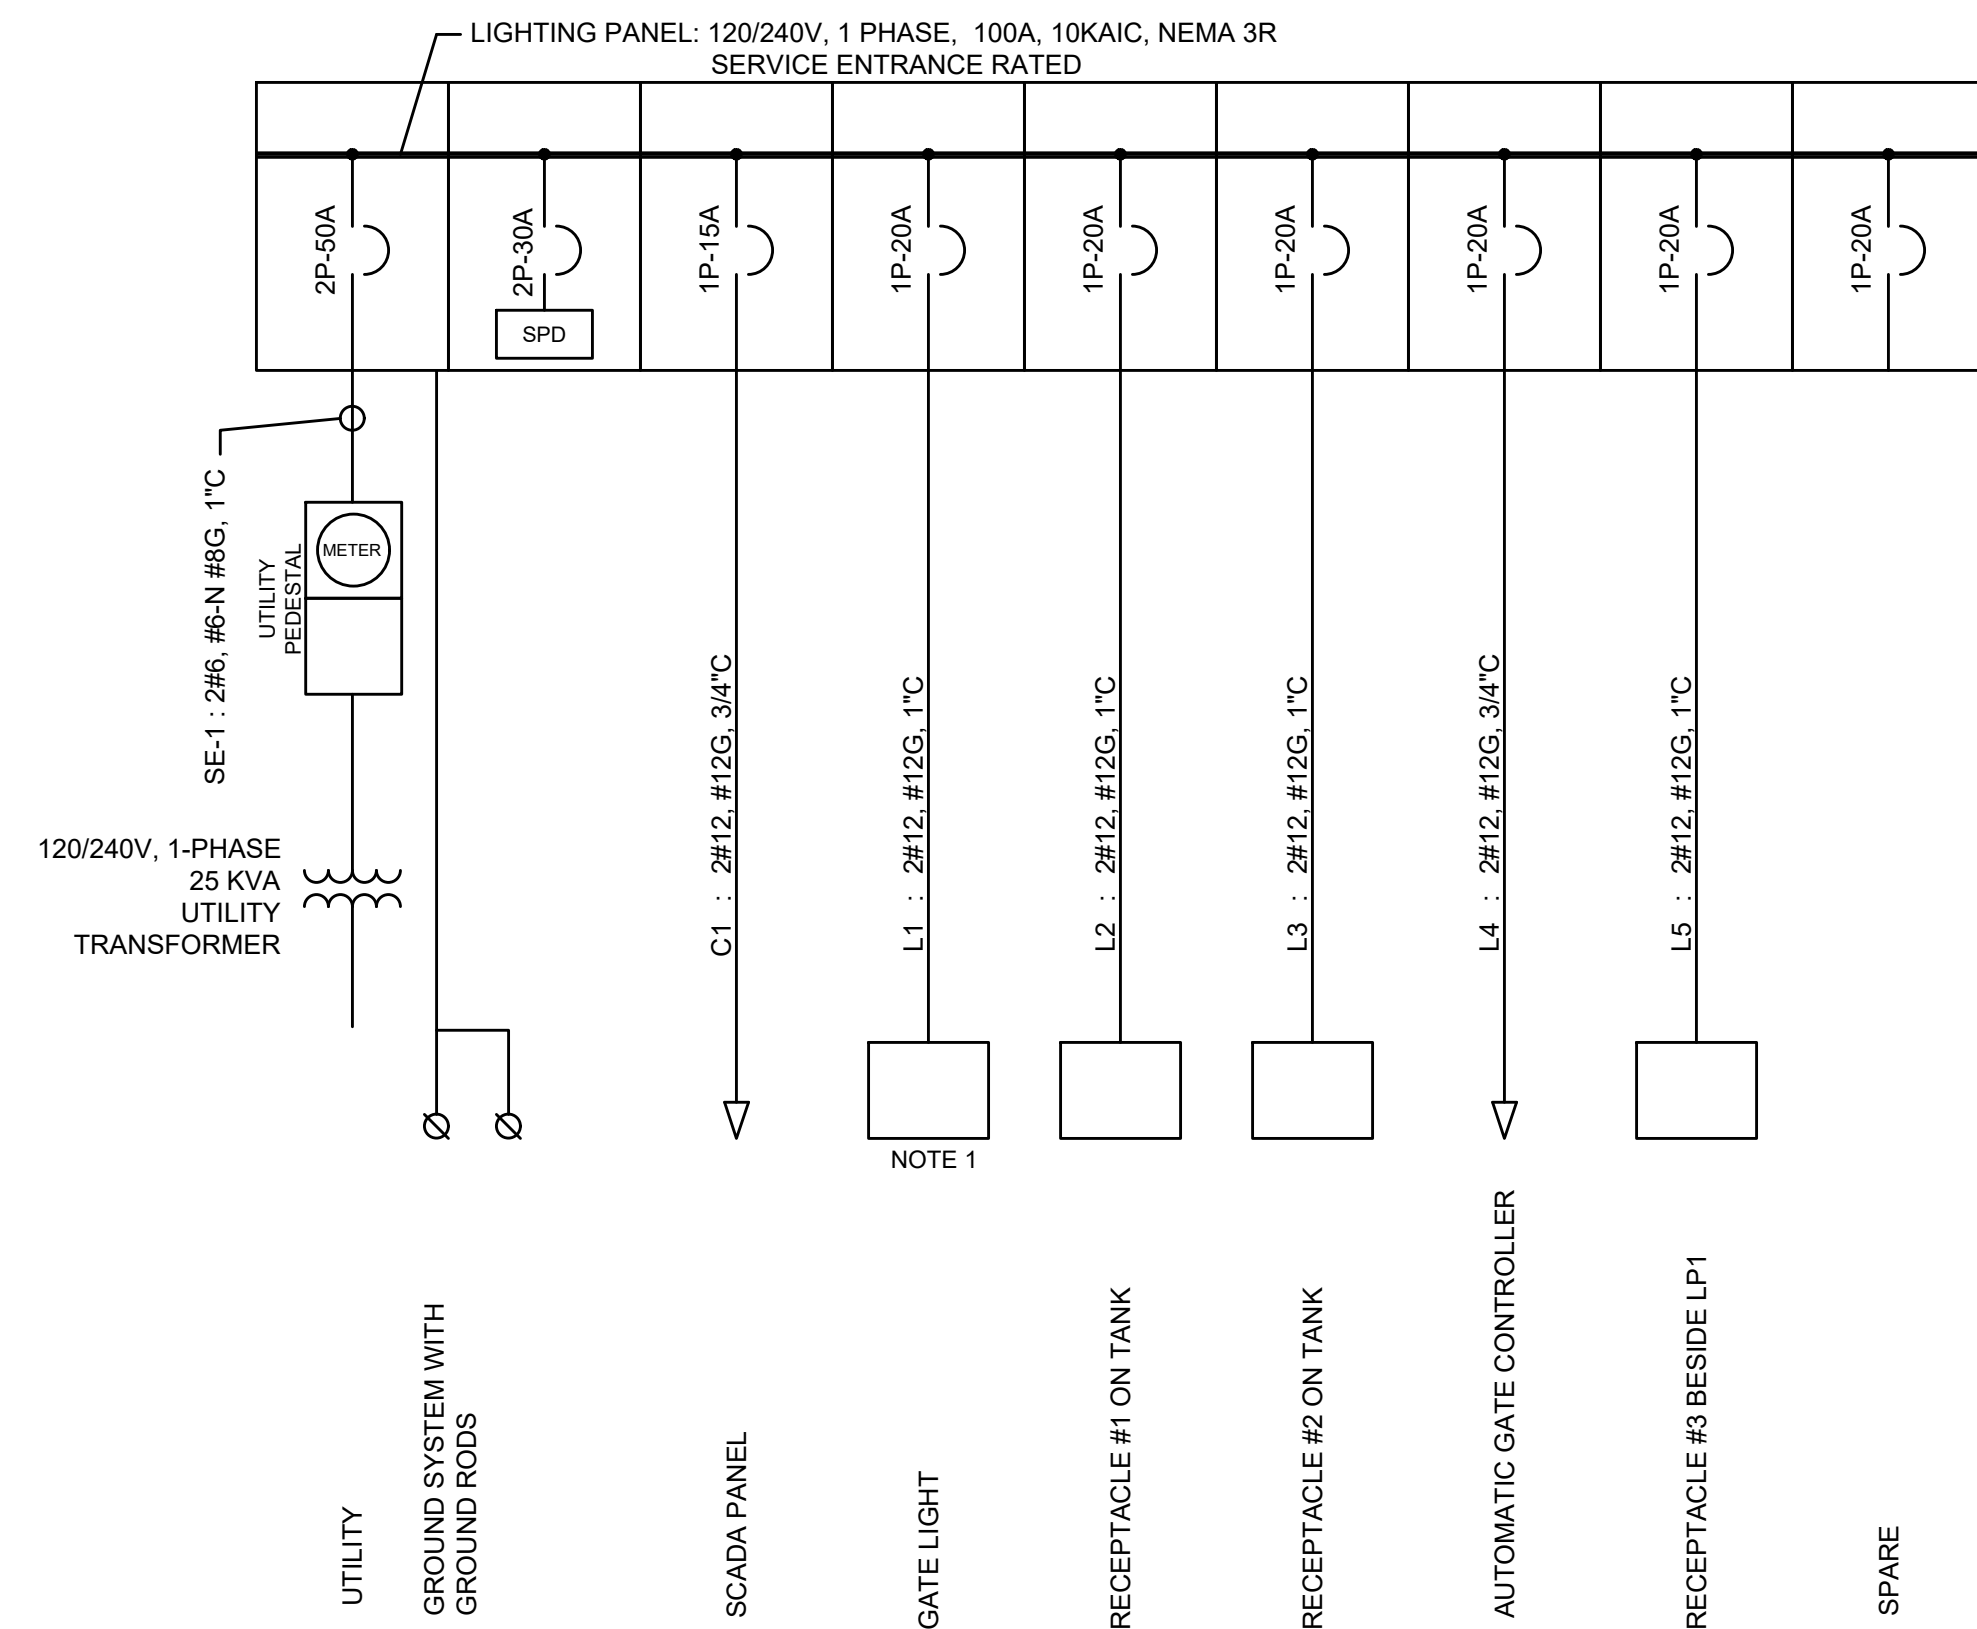 LIGHTING PANEL: 120/240V, 1 PHASE, 100A, 10KAIC, NEMA 3R
SERVICE ENTRANCE RATED
2P-50A
2P-30A
1P-15A
1P-20A
1P-20A
1P-20A
1P-20A
1P-20A
1P-20A
SPD
SE-1 : 2#6, #6-N #8G, 1"C
UTILITY
PEDESTAL
METER
120/240V, 1-PHASE
25 KVA
UTILITY
TRANSFORMER
C1 : 2#12, #12G, 3/4"C
L1 : 2#12, #12G, 1"C
L2 : 2#12, #12G, 1"C
L3 : 2#12, #12G, 1"C
L4 : 2#12, #12G, 3/4"C
L5 : 2#12, #12G, 1"C
NOTE 1
UTILITY
GROUND SYSTEM WITH
GROUND RODS
SCADA PANEL
GATE LIGHT
RECEPTACLE #1 ON TANK
RECEPTACLE #2 ON TANK
AUTOMATIC GATE CONTROLLER
RECEPTACLE #3 BESIDE LP1
SPARE